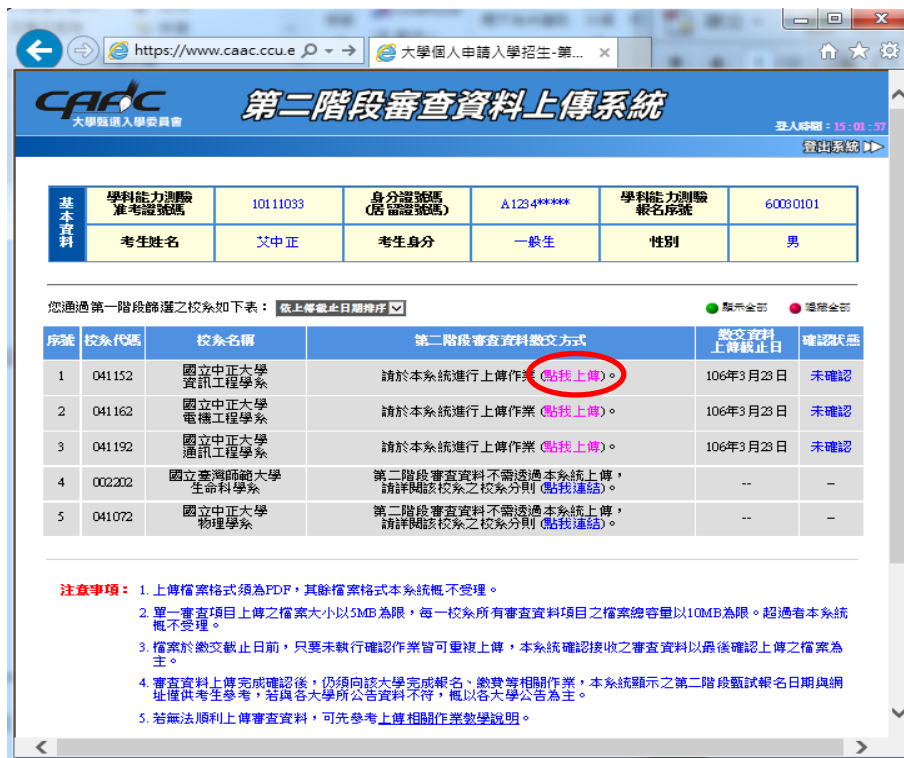 https://www.caac.ccu.e
大學個人申請入學招生-第...
CAAC
大學甄選入學委員會
第二階段審查資料上傳系統
登入時間：15:01:57
登出系統
基本資料
學科能力測驗准考證號碼 10111033 身分證號碼(居留證號碼) A1234***** 學科能力測驗報名序號 60030101
考生姓名 艾中正 考生身分 一般生 性別 男
您通過第一階段篩選之校系如下表： 依上傳截止日期排序 顯示全部 隱藏全部
序號 校系代碼 校系名稱 第二階段審查資料繳交方式 繳交資料上傳截止日 確認狀態
1 041152 國立中正大學資訊工程學系 請於本系統進行上傳作業 (點我上傳)。 106年3月23日 未確認
2 041162 國立中正大學電機工程學系 請於本系統進行上傳作業 (點我上傳)。 106年3月23日 未確認
3 041192 國立中正大學通訊工程學系 請於本系統進行上傳作業 (點我上傳)。 106年3月23日 未確認
4 002202 國立臺灣師範大學生命科學系 第二階段審查資料不需透過本系統上傳，請詳閱該校系之校系分則 (點我連結)。 -- --
5 041072 國立中正大學物理學系 第二階段審查資料不需透過本系統上傳，請詳閱該校系之校系分則 (點我連結)。 -- --
注意事項： 1. 上傳檔案格式須為PDF，其餘檔案格式本系統概不受理。
2. 單一審查項目上傳之檔案大小以5MB為限，每一校系所有審查資料項目之檔案總容量以10MB為限。超過者本系統
概不受理。
3. 檔案於繳交截止日前，只要未執行確認作業皆可重複上傳，本系統確認接收之審查資料以最後確認上傳之檔案為
主。
4. 審查資料上傳完成確認後，仍須向該大學完成報名、繳費等相關作業，本系統顯示之第二階段甄試報名日期與網
址僅供考生參考，若與各大學所公告資料不符，概以各大學公告為主。
5. 若無法順利上傳審查資料，可先參考上傳相關作業教學說明。